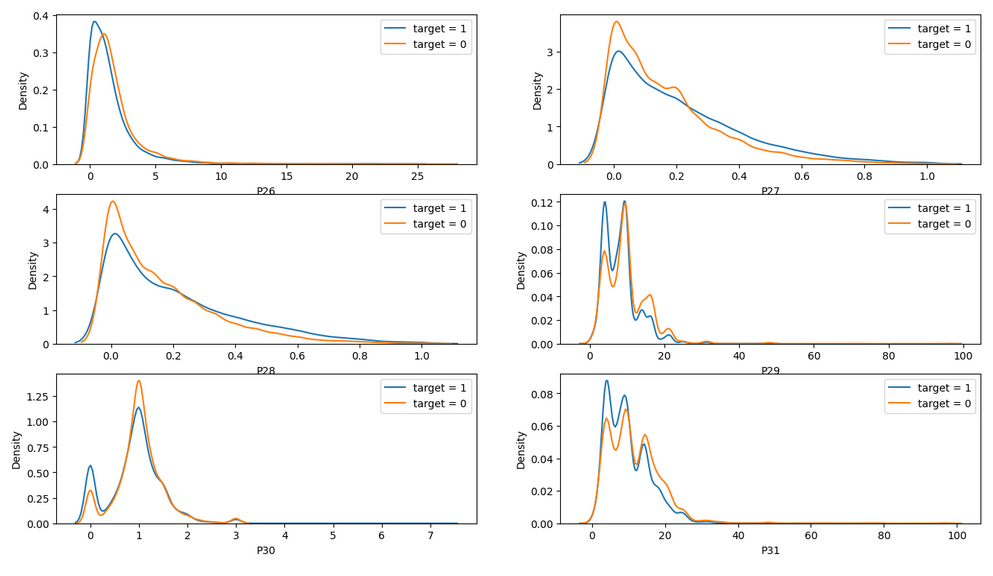 0.4
0.3
0.2
0.1
0.0
Density
target = 1
target = 0
0 5 10 15 20 25
P26
3
2
1
0
Density
target = 1
target = 0
0.0 0.2 0.4 0.6 0.8 1.0
P27
4
3
2
1
0
Density
target = 1
target = 0
0.0 0.2 0.4 0.6 0.8 1.0
P28
0.12
0.10
0.08
0.06
0.04
0.02
0.00
Density
target = 1
target = 0
0 20 40 60 80 100
P29
1.25
1.00
0.75
0.50
0.25
0.00
Density
target = 1
target = 0
0 1 2 3 4 5 6 7
P30
0.08
0.06
0.04
0.02
0.00
Density
target = 1
target = 0
0 20 40 60 80 100
P31